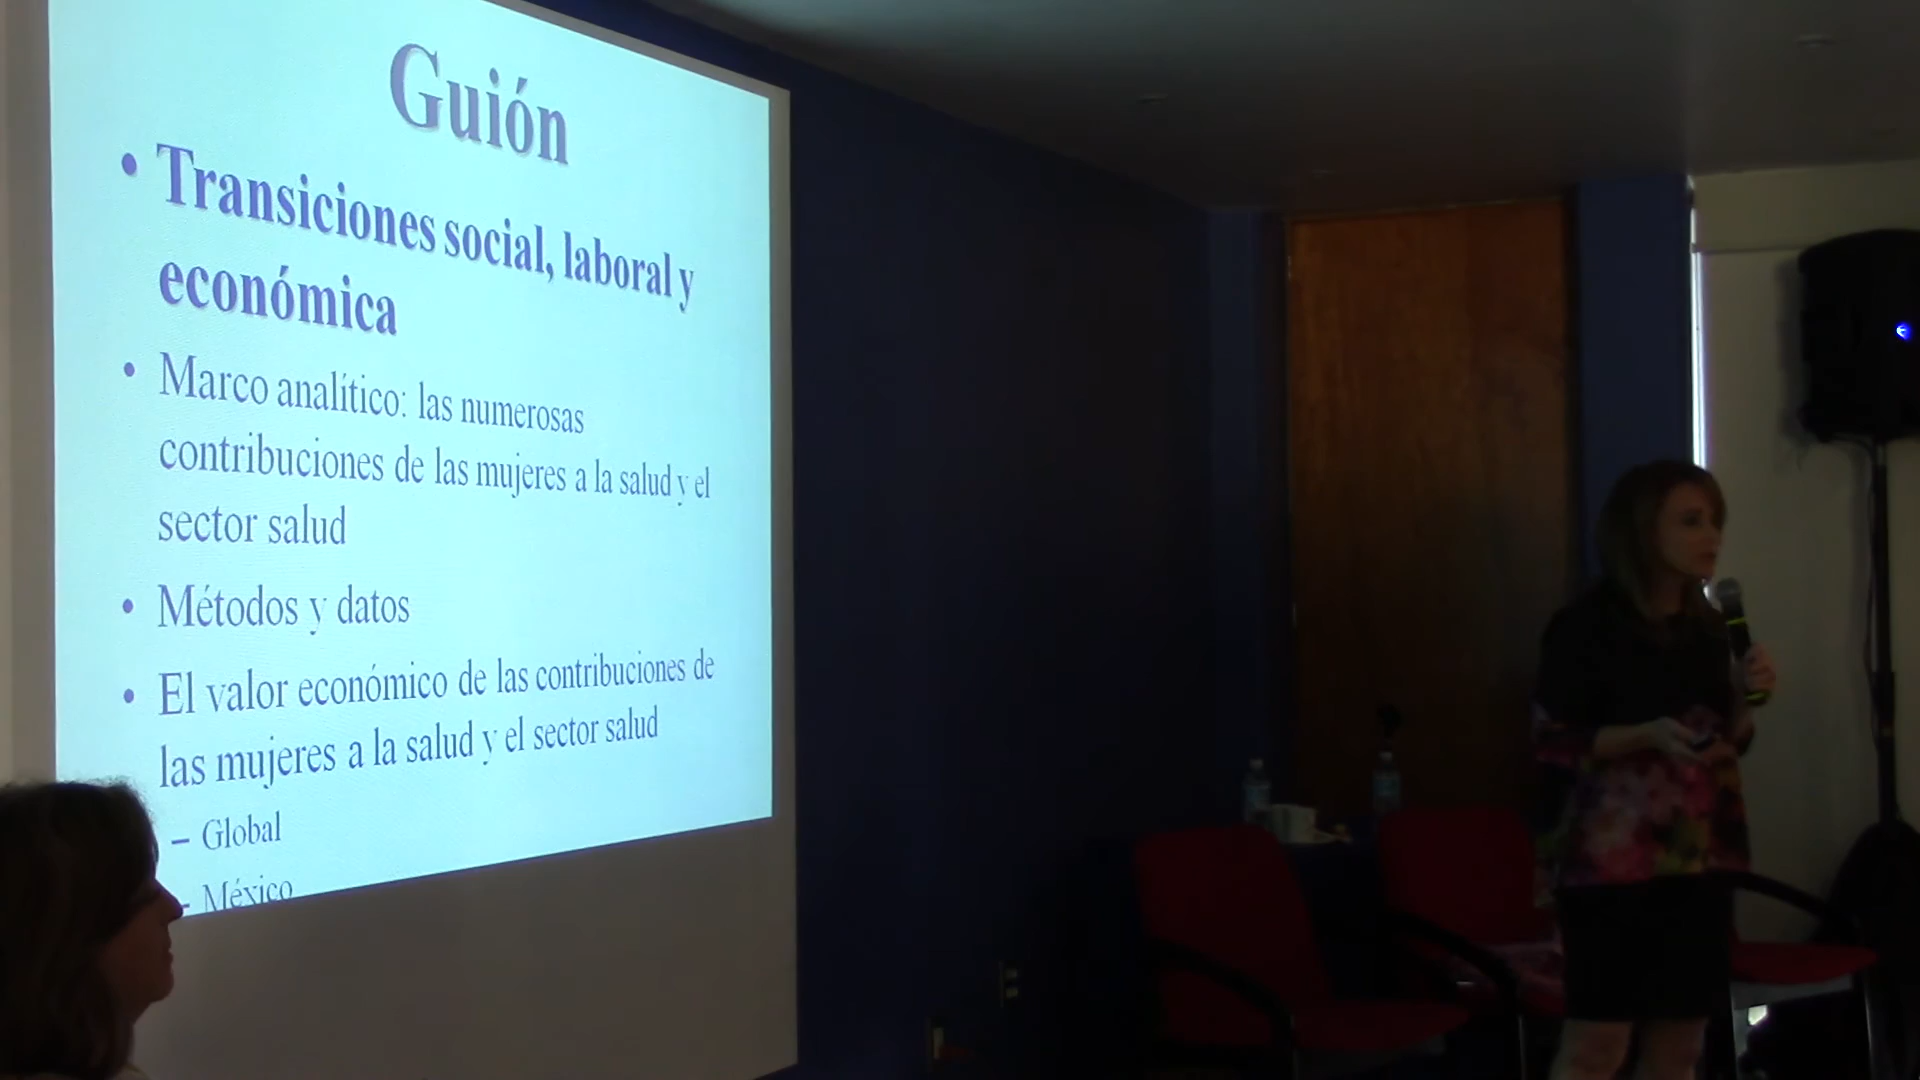 Guión
• Transiciones social, laboral y
económica
• Marco analítico: las numerosas
contribuciones de las mujeres a la salud y el
sector salud
• Métodos y datos
• El valor económico de las contribuciones de
las mujeres a la salud y el sector salud
– Global
– México